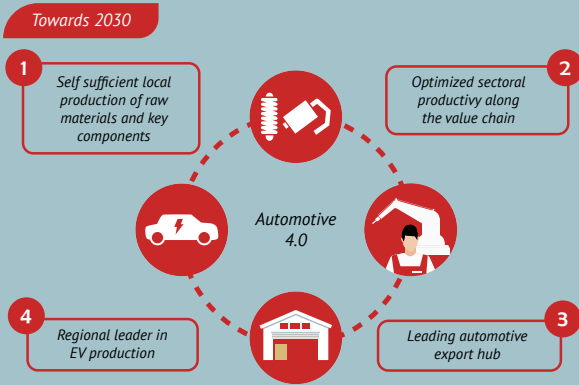 Towards 2030
1
Self sufficient local
production of raw
materials and key
components
2
Optimized sectoral
productivy along
the value chain
Automotive
4.0
4
Regional leader in
EV production
3
Leading automotive
export hub